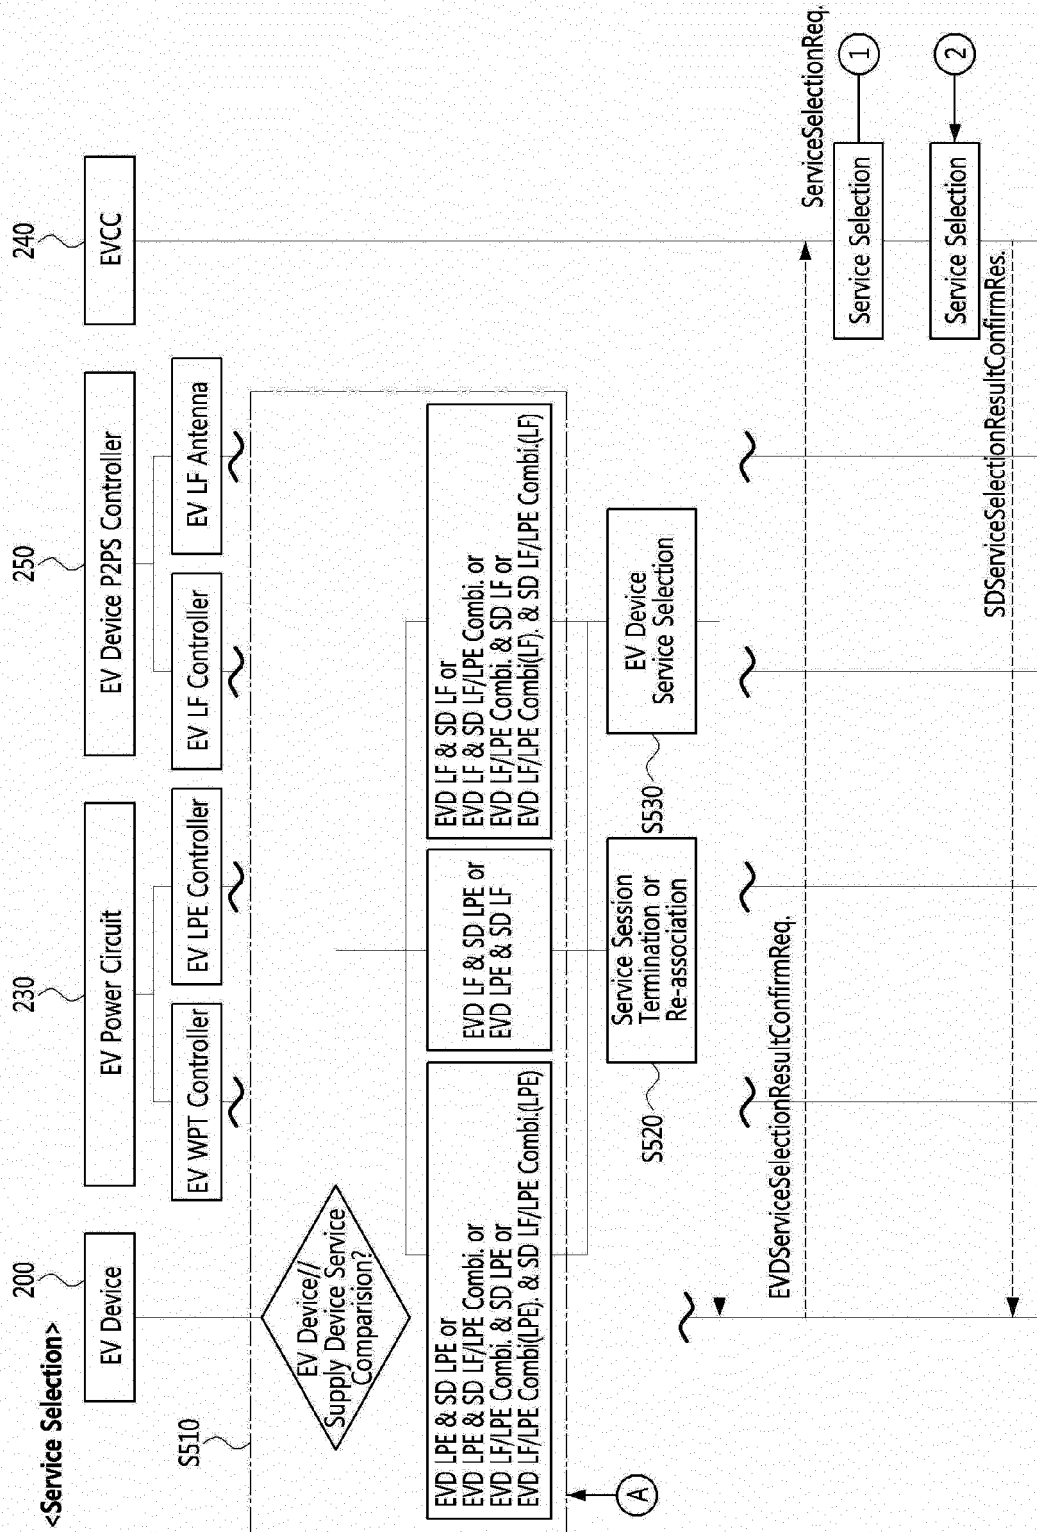 <Service Selection>
200
230
250
240
EV Device
EV Power Circuit
EV Device P2PS Controller
EVCC
EV WPT Controller
EV LPE Controller
EV LF Controller
EV LF Antenna
S510
EV Device//
Supply Device Service
Comparision?
EVD LPE & SD LPE or
EVD LPE & SD LF/LPE Combi. or
EVD LF/LPE Combi. & SD LPE or
EVD LF/LPE Combi(LPE). & SD LF/LPE Combi.(LPE)
EVD LF & SD LPE or
EVD LPE & SD LF
EVD LF & SD LF or
EVD LF & SD LF/LPE Combi. or
EVD LF/LPE Combi. & SD LF or
EVD LF/LPE Combi(LF). & SD LF/LPE Combi.(LF)
A
S520
Service Session
Termination or
Re-association
S530
EV Device
Service Selection
EVDServiceSelectionResultConfirmReq.
ServiceSelectionReq.
Service Selection
1
Service Selection
2
SDServiceSelectionResultConfirmRes.